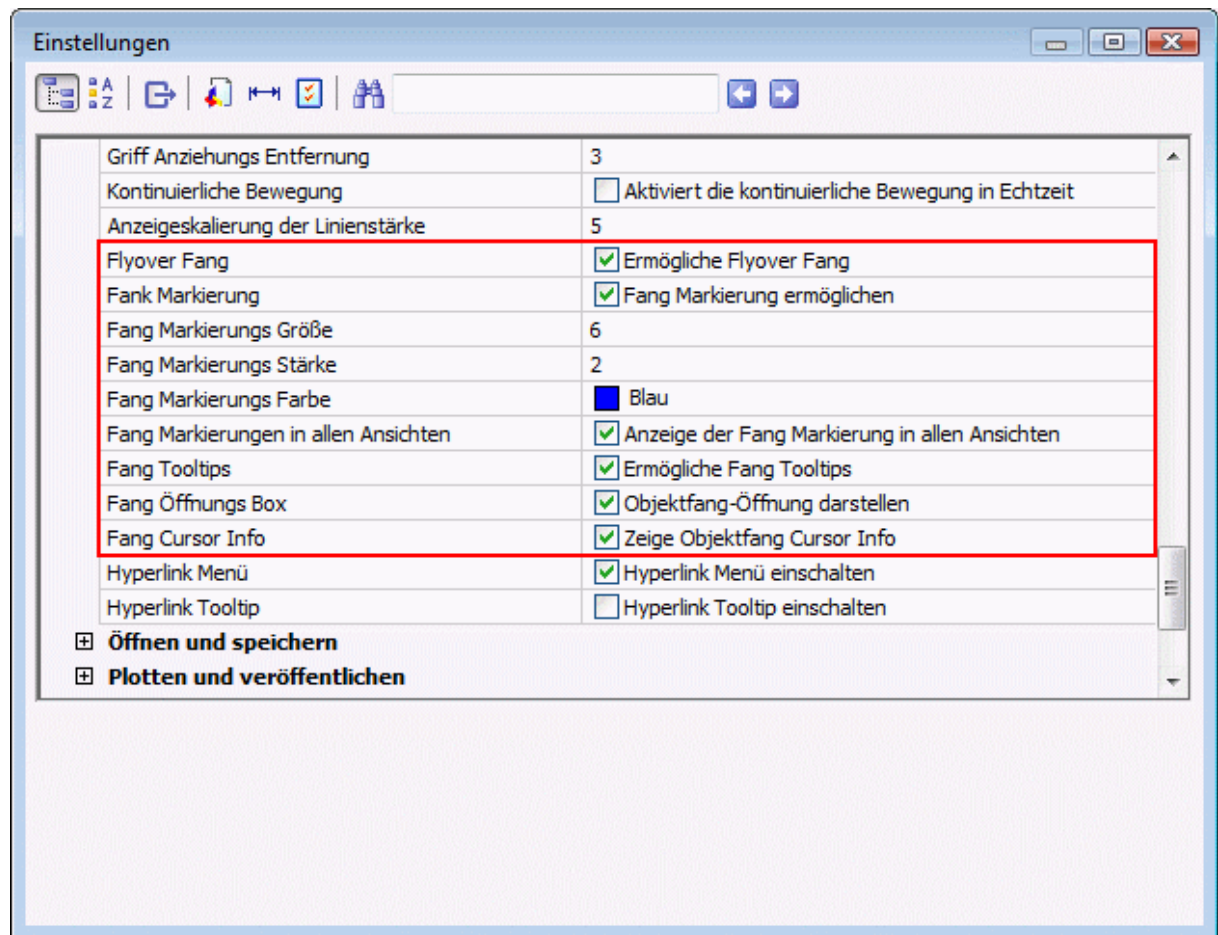 Einstellungen
A
Z
Griff Anziehungs Entfernung 3
Kontinuierliche Bewegung Aktiviert die kontinuierliche Bewegung in Echtzeit
Anzeigeskalierung der Linienstärke 5
Flyover Fang Ermögliche Flyover Fang
Fank Markierung Fang Markierung ermöglichen
Fang Markierungs Größe 6
Fang Markierungs Stärke 2
Fang Markierungs Farbe Blau
Fang Markierungen in allen Ansichten Anzeige der Fang Markierung in allen Ansichten
Fang Tooltips Ermögliche Fang Tooltips
Fang Öffnungs Box Objektfang-Öffnung darstellen
Fang Cursor Info Zeige Objektfang Cursor Info
Hyperlink Menü Hyperlink Menü einschalten
Hyperlink Tooltip Hyperlink Tooltip einschalten
Öffnen und speichern
Plotten und veröffentlichen